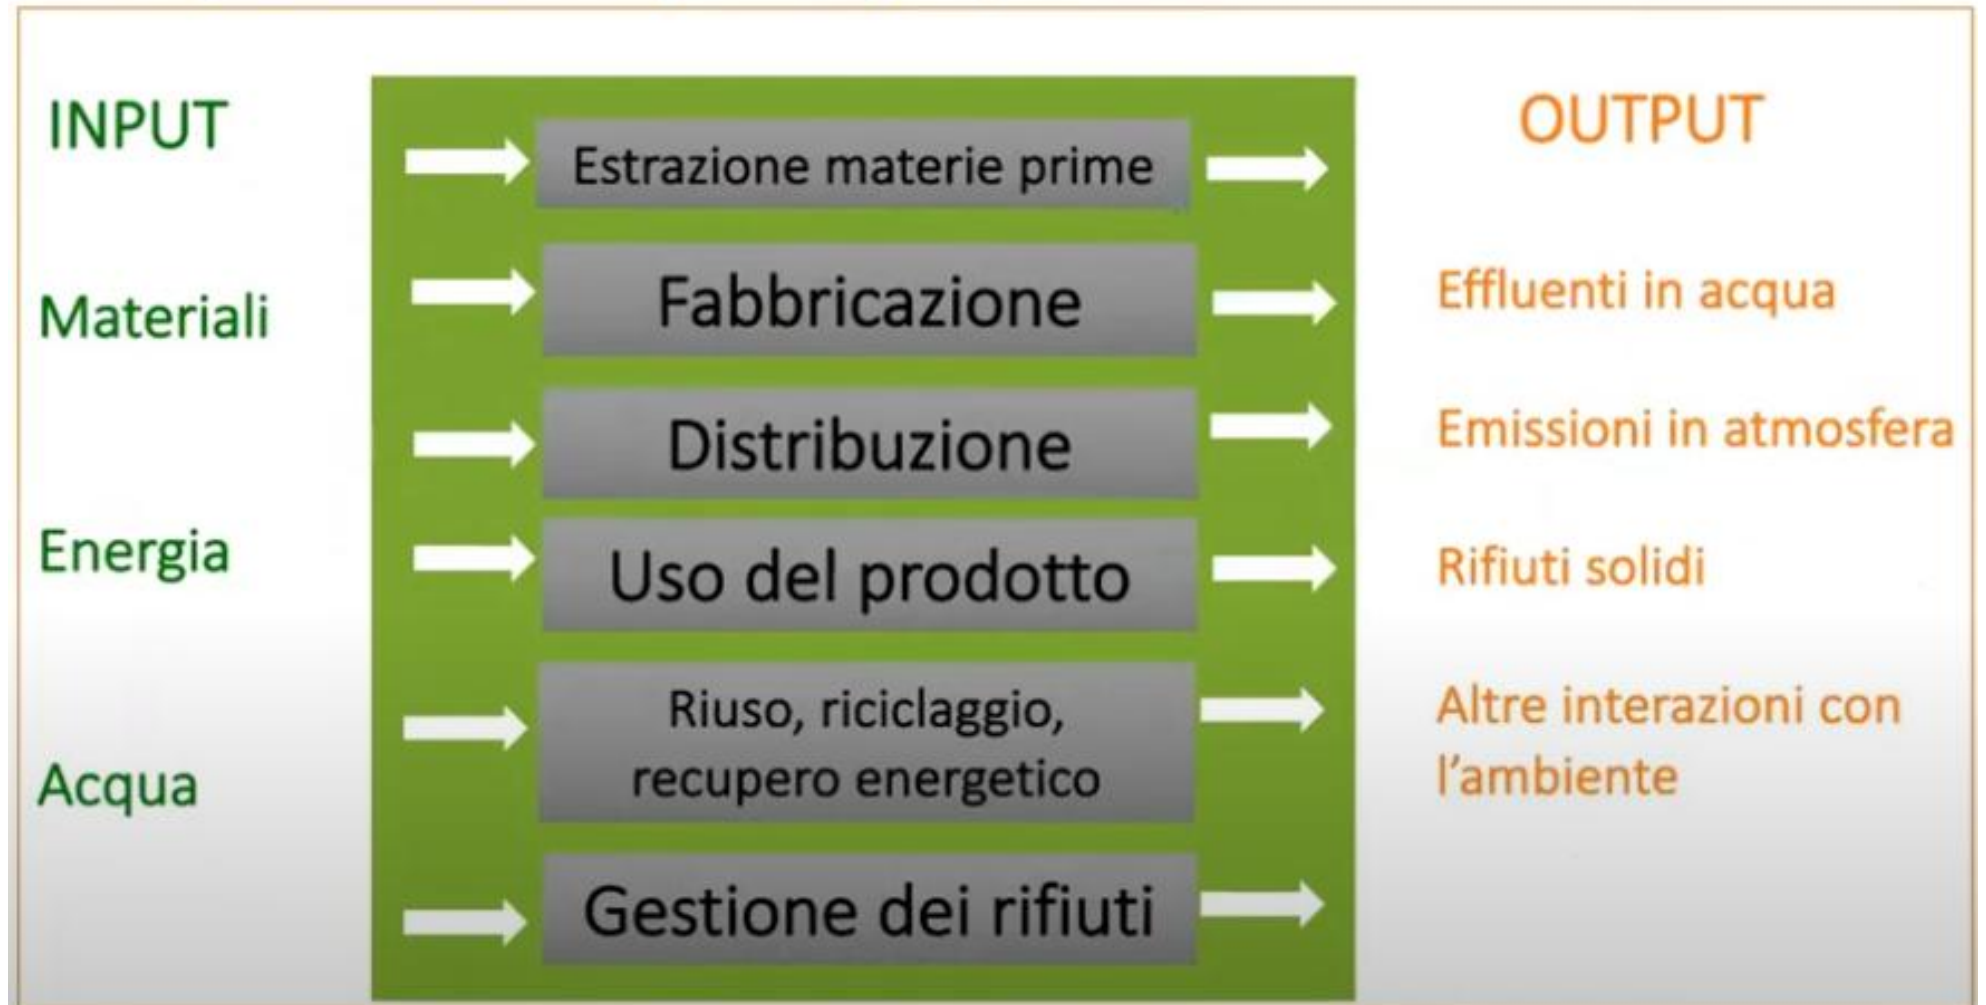 INPUT
Materiali
Energia
Acqua
Estrazione materie prime
Fabbricazione
Distribuzione
Uso del prodotto
Riuso, riciclaggio,
recupero energetico
Gestione dei rifiuti
OUTPUT
Effluenti in acqua
Emissioni in atmosfera
Rifiuti solidi
Altre interazioni con
l'ambiente